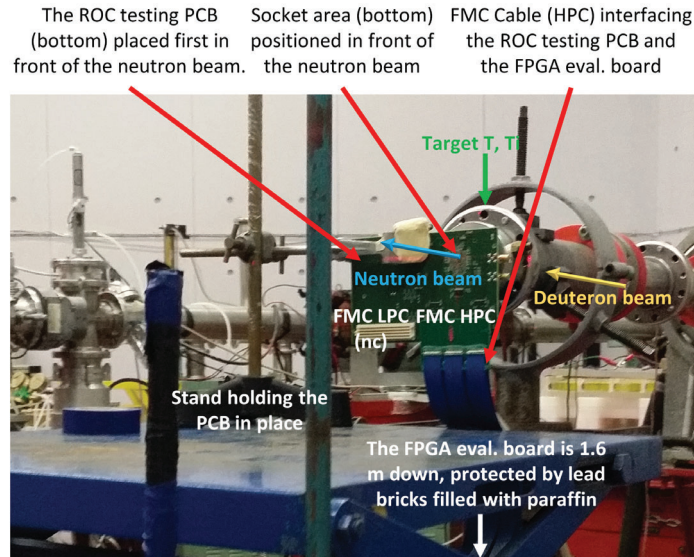 The ROC testing PCB
(bottom) placed first in
front of the neutron beam.
Socket area (bottom)
positioned in front of
the neutron beam
FMC Cable (HPC) interfacing
the ROC testing PCB and
the FPGA eval. board
Target T, Ti
Neutron beam
Deuteron beam
FMC LPC FMC HPC
(nc)
Stand holding the
PCB in place
The FPGA eval. board is 1.6
m down, protected by lead
bricks filled with paraffin